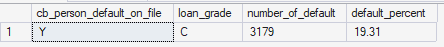 cb_person_default_on_file loan_grade number_of_default default_percent
1 Y C 3179 19.31